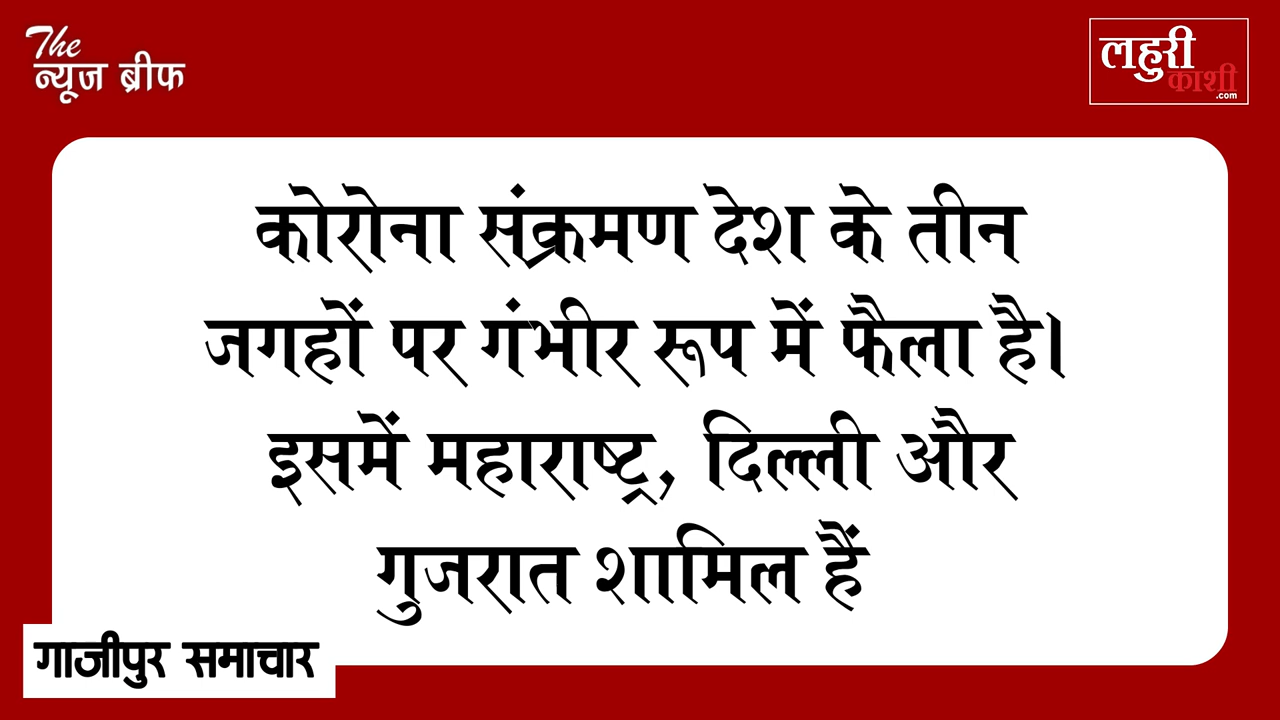 The
न्यूज ब्रीफ
लहुरी
काशी
.com
कोरोना संक्रमण देश के तीन
जगहों पर गंभीर रूप में फैला है।
इसमें महाराष्ट्र, दिल्ली और
गुजरात शामिल हैं
गाजीपुर समाचार